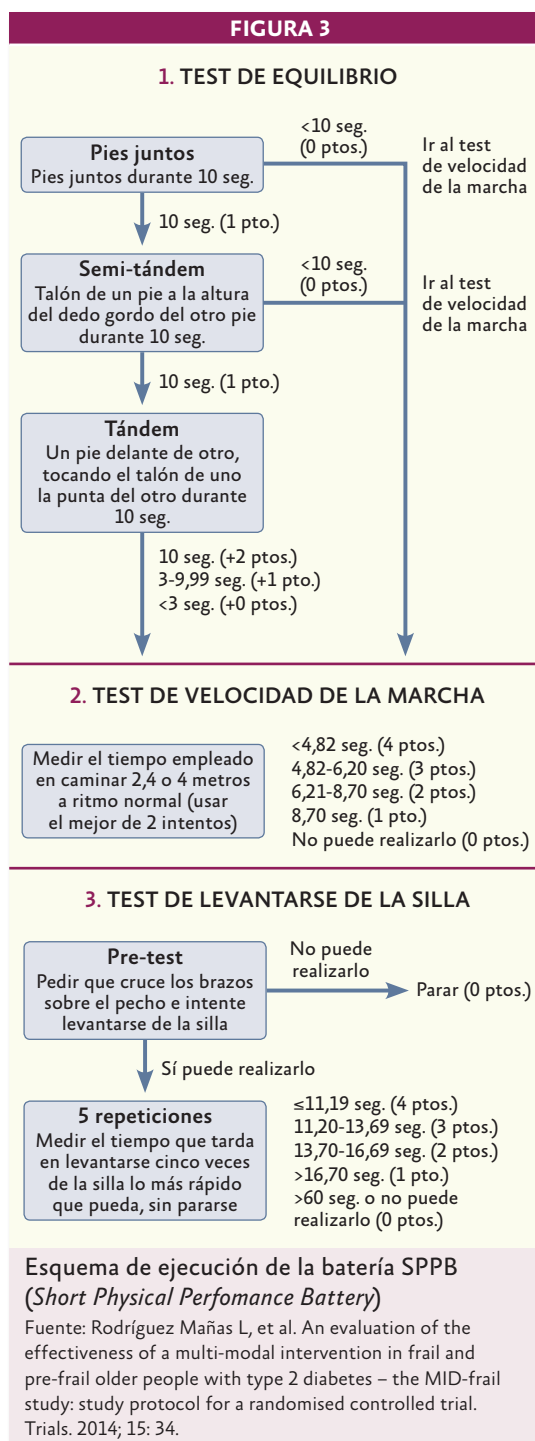 FIGURA 3
1. TEST DE EQUILIBRIO
<10 seg.
(0 ptos.)
Pies juntos
Pies juntos durante 10 seg.
Ir al test
de velocidad
de la marcha
10 seg. (1 pto.)
<10 seg.
(0 ptos.)
Semi-tándem
Talón de un pie a la altura
del dedo gordo del otro pie
durante 10 seg.
Ir al test
de velocidad
de la marcha
10 seg. (1 pto.)
Tándem
Un pie delante de otro,
tocando el talón de uno
la punta del otro durante
10 seg.
10 seg. (+2 ptos.)
3-9,99 seg. (+1 pto.)
<3 seg. (+0 ptos.)
2. TEST DE VELOCIDAD DE LA MARCHA
Medir el tiempo empleado
en caminar 2,4 o 4 metros
a ritmo normal (usar
el mejor de 2 intentos)
<4,82 seg. (4 ptos.)
4,82-6,20 seg. (3 ptos.)
6,21-8,70 seg. (2 ptos.)
8,70 seg. (1 pto.)
No puede realizarlo (0 ptos.)
3. TEST DE LEVANTARSE DE LA SILLA
Pre-test
Pedir que cruce los brazos
sobre el pecho e intente
levantarse de la silla
No puede
realizarlo
Parar (0 ptos.)
Sí puede realizarlo
5 repeticiones
Medir el tiempo que tarda
en levantarse cinco veces
de la silla lo más rápido
que pueda, sin pararse
≤11,19 seg. (4 ptos.)
11,20-13,69 seg. (3 ptos.)
13,70-16,69 seg. (2 ptos.)
>16,70 seg. (1 pto.)
>60 seg. o no puede
realizarlo (0 ptos.)
Esquema de ejecución de la batería SPPB
(Short Physical Perfomance Battery)
Fuente: Rodríguez Mañas L, et al. An evaluation of the
effectiveness of a multi-modal intervention in frail and
pre-frail older people with type 2 diabetes – the MID-frail
study: study protocol for a randomised controlled trial.
Trials. 2014; 15: 34.